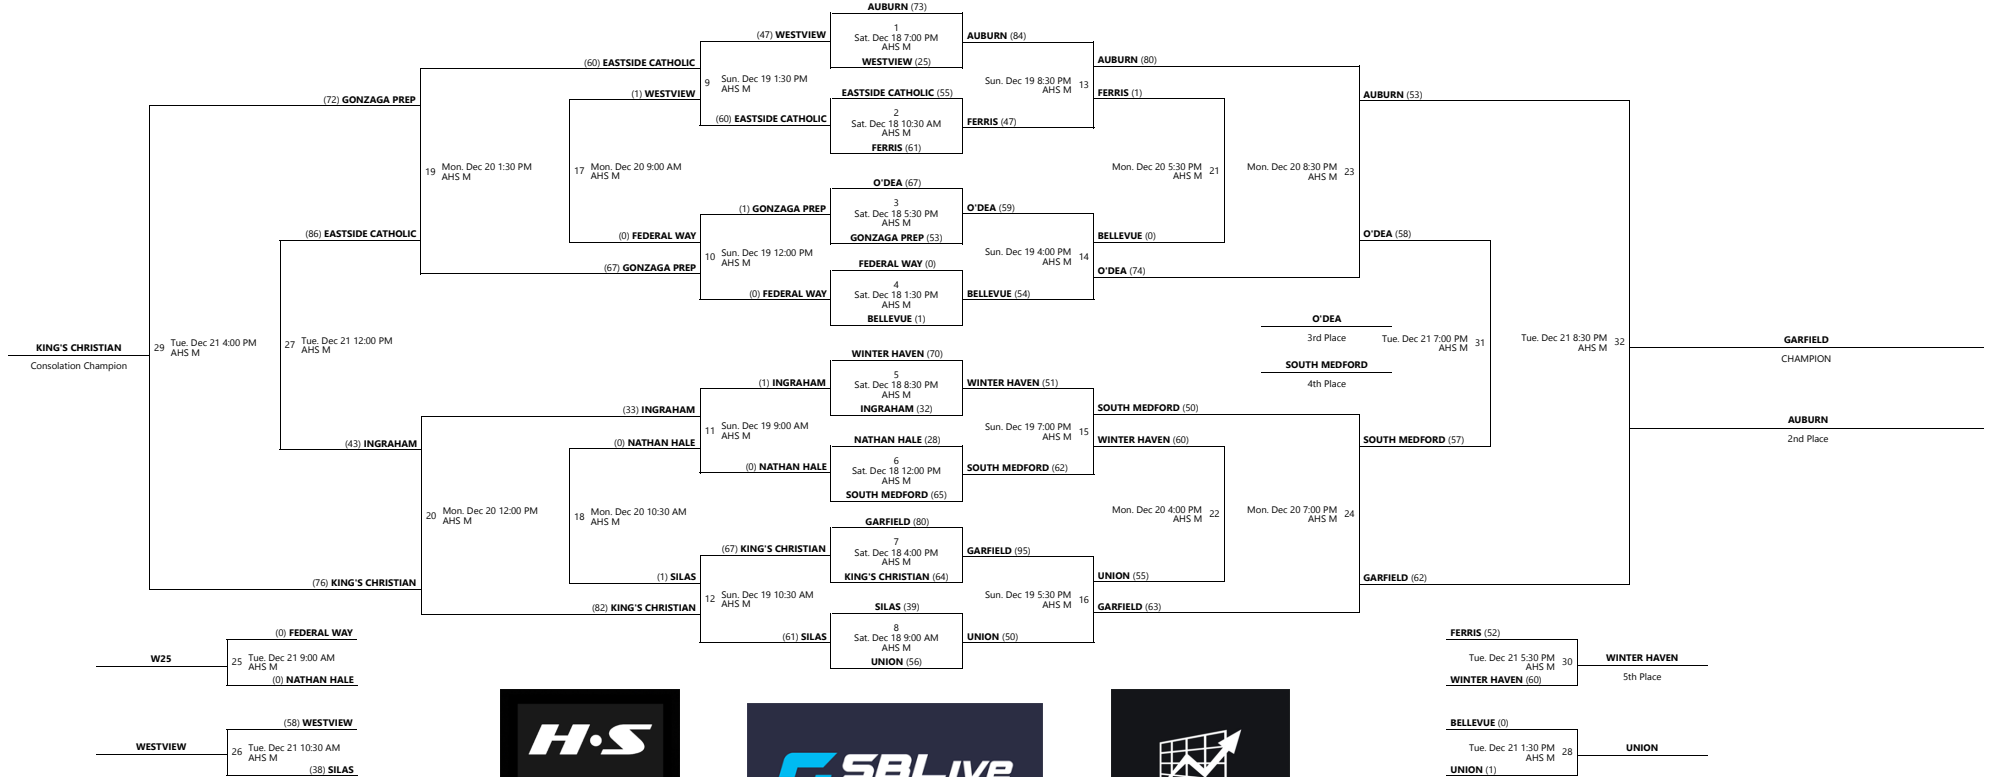 AUBURN (73)
1
Sat. Dec 18 7:00 PM
AHS M
WESTVIEW (25)
EASTSIDE CATHOLIC (55)
2
Sat. Dec 18 10:30 AM
AHS M
FERRIS (61)
O'DEA (67)
3
Sat. Dec 18 5:30 PM
AHS M
GONZAGA PREP (53)
FEDERAL WAY (0)
4
Sat. Dec 18 1:30 PM
AHS M
BELLEVUE (1)
WINTER HAVEN (70)
5
Sat. Dec 18 8:30 PM
AHS M
INGRAHAM (32)
NATHAN HALE (28)
6
Sat. Dec 18 12:00 PM
AHS M
SOUTH MEDFORD (65)
GARFIELD (80)
7
Sat. Dec 18 4:00 PM
AHS M
KING'S CHRISTIAN (64)
SILAS (39)
8
Sat. Dec 18 9:00 AM
AHS M
UNION (56)
(47) WESTVIEW
9 Sun. Dec 19 1:30 PM
AHS M
(60) EASTSIDE CATHOLIC
(1) GONZAGA PREP
10 Sun. Dec 19 12:00 PM
AHS M
(0) FEDERAL WAY
(1) INGRAHAM
11 Sun. Dec 19 9:00 AM
AHS M
(0) NATHAN HALE
(67) KING'S CHRISTIAN
12 Sun. Dec 19 10:30 AM
AHS M
(61) SILAS
(60) EASTSIDE CATHOLIC
(1) WESTVIEW
17 Mon. Dec 20 9:00 AM
AHS M
(0) FEDERAL WAY
(67) GONZAGA PREP
19 Mon. Dec 20 1:30 PM
AHS M
(33) INGRAHAM
(0) NATHAN HALE
18 Mon. Dec 20 10:30 AM
AHS M
(1) SILAS
(82) KING'S CHRISTIAN
20 Mon. Dec 20 12:00 PM
AHS M
(72) GONZAGA PREP
(86) EASTSIDE CATHOLIC
27 Tue. Dec 21 12:00 PM
AHS M
(43) INGRAHAM
(76) KING'S CHRISTIAN
29 Tue. Dec 21 4:00 PM
AHS M
KING'S CHRISTIAN
Consolation Champion
(0) FEDERAL WAY
W25
25 Tue. Dec 21 9:00 AM
AHS M
(0) NATHAN HALE
(58) WESTVIEW
WESTVIEW
26 Tue. Dec 21 10:30 AM
AHS M
(38) SILAS
AUBURN (84)
Sun. Dec 19 8:30 PM 13
AHS M
FERRIS (47)
O'DEA (59)
Sun. Dec 19 4:00 PM 14
AHS M
BELLEVUE (54)
WINTER HAVEN (51)
Sun. Dec 19 7:00 PM 15
AHS M
SOUTH MEDFORD (62)
GARFIELD (95)
Sun. Dec 19 5:30 PM 16
AHS M
UNION (50)
AUBURN (80)
FERRIS (1)
Mon. Dec 20 5:30 PM 21
AHS M
BELLEVUE (0)
O'DEA (74)
Mon. Dec 20 8:30 PM 23
AHS M
SOUTH MEDFORD (50)
WINTER HAVEN (60)
Mon. Dec 20 4:00 PM 22
AHS M
UNION (55)
GARFIELD (63)
Mon. Dec 20 7:00 PM 24
AHS M
AUBURN (53)
O'DEA (58)
O'DEA
3rd Place
Tue. Dec 21 7:00 PM 31
AHS M
SOUTH MEDFORD
4th Place
SOUTH MEDFORD (57)
GARFIELD (62)
Tue. Dec 21 8:30 PM 32
AHS M
GARFIELD
CHAMPION
AUBURN
2nd Place
FERRIS (52)
Tue. Dec 21 5:30 PM 30
AHS M
WINTER HAVEN
5th Place
WINTER HAVEN (60)
BELLEVUE (0)
Tue. Dec 21 1:30 PM 28
AHS M
UNION
UNION (1)
H·S
SBLIVE